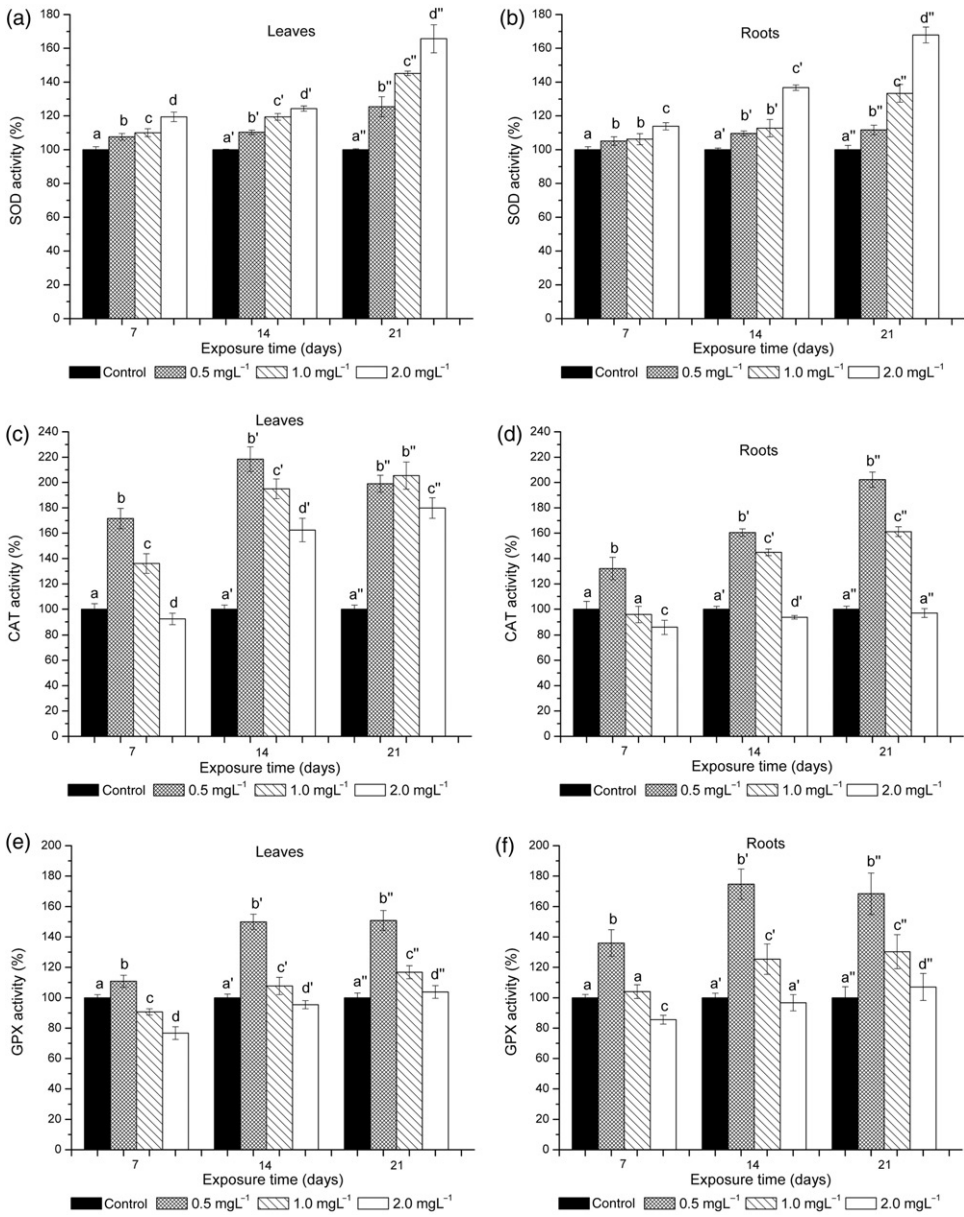 (a)
Leaves
SOD activity (%)
180
160
140
120
100
80
60
40
20
0
a b c d
a' b' c' d'
a'' b'' c'' d''
7 14 21
Exposure time (days)
Control 0.5 mgL⁻¹ 1.0 mgL⁻¹ 2.0 mgL⁻¹
(b)
Roots
SOD activity (%)
180
160
140
120
100
80
60
40
20
0
a b b c
a' b' b' c'
a'' b'' c'' d''
7 14 21
Exposure time (days)
Control 0.5 mgL⁻¹ 1.0 mgL⁻¹ 2.0 mgL⁻¹
(c)
Leaves
CAT activity (%)
240
220
200
180
160
140
120
100
80
60
40
20
0
a b c d
a' b' c' d'
a'' b'' b'' c''
7 14 21
Exposure time (days)
Control 0.5 mgL⁻¹ 1.0 mgL⁻¹ 2.0 mgL⁻¹
(d)
Roots
CAT activity (%)
240
220
200
180
160
140
120
100
80
60
40
20
0
a b a c
a' b' c' d'
a'' b'' c'' a''
7 14 21
Exposure time (days)
Control 0.5 mgL⁻¹ 1.0 mgL⁻¹ 2.0 mgL⁻¹
(e)
Leaves
GPX activity (%)
200
180
160
140
120
100
80
60
40
20
0
a b c d
a' b' c' d'
a'' b'' c'' d''
7 14 21
Exposure time (days)
Control 0.5 mgL⁻¹ 1.0 mgL⁻¹ 2.0 mgL⁻¹
(f)
Roots
GPX activity (%)
200
180
160
140
120
100
80
60
40
20
0
a b a c
a' b' c' a'
a'' b'' c'' d''
7 14 21
Exposure time (days)
Control 0.5 mgL⁻¹ 1.0 mgL⁻¹ 2.0 mgL⁻¹